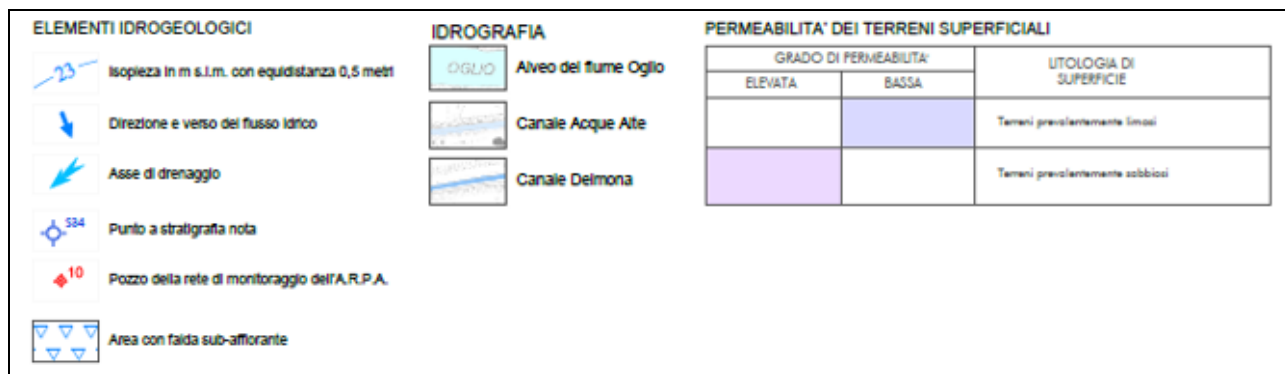 ELEMENTI IDROGEOLOGICI
23
Isopieza in m s.l.m. con equidistanza 0,5 metri
Direzione e verso del flusso idrico
Asse di drenaggio
S34
Punto a stratigrafia nota
10
Pozzo della rete di monitoraggio dell'A.R.P.A.
Area con falda sub-affiorante
IDROGRAFIA
OGLIO
Alveo del fiume Oglio
Canale Acque Alte
Canale Delmona
PERMEABILITA' DEI TERRENI SUPERFICIALI
GRADO DI PERMEABILITA'
LITOLOGIA DI
SUPERFICIE
ELEVATA
BASSA
Terreni prevalentemente limosi
Terreni prevalentemente sabbiosi